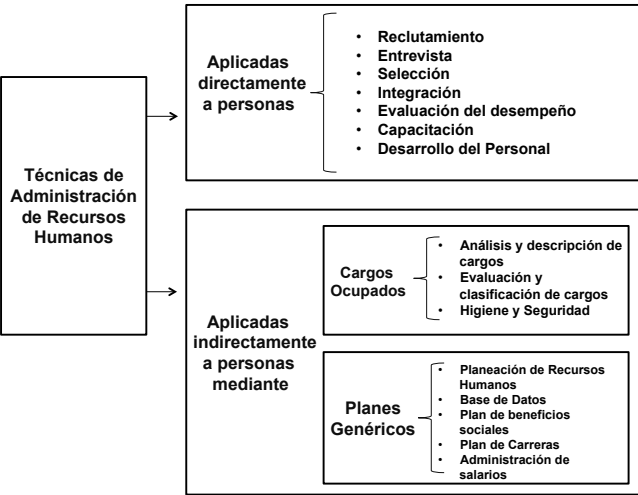 Técnicas de
Administración
de Recursos
Humanos
Aplicadas
directamente
a personas
• Reclutamiento
• Entrevista
• Selección
• Integración
• Evaluación del desempeño
• Capacitación
• Desarrollo del Personal
Aplicadas
indirectamente
a personas
mediante
Cargos
Ocupados
• Análisis y descripción de
cargos
• Evaluación y
clasificación de cargos
• Higiene y Seguridad
Planes
Genéricos
• Planeación de Recursos
Humanos
• Base de Datos
• Plan de beneficios
sociales
• Plan de Carreras
• Administración de
salarios